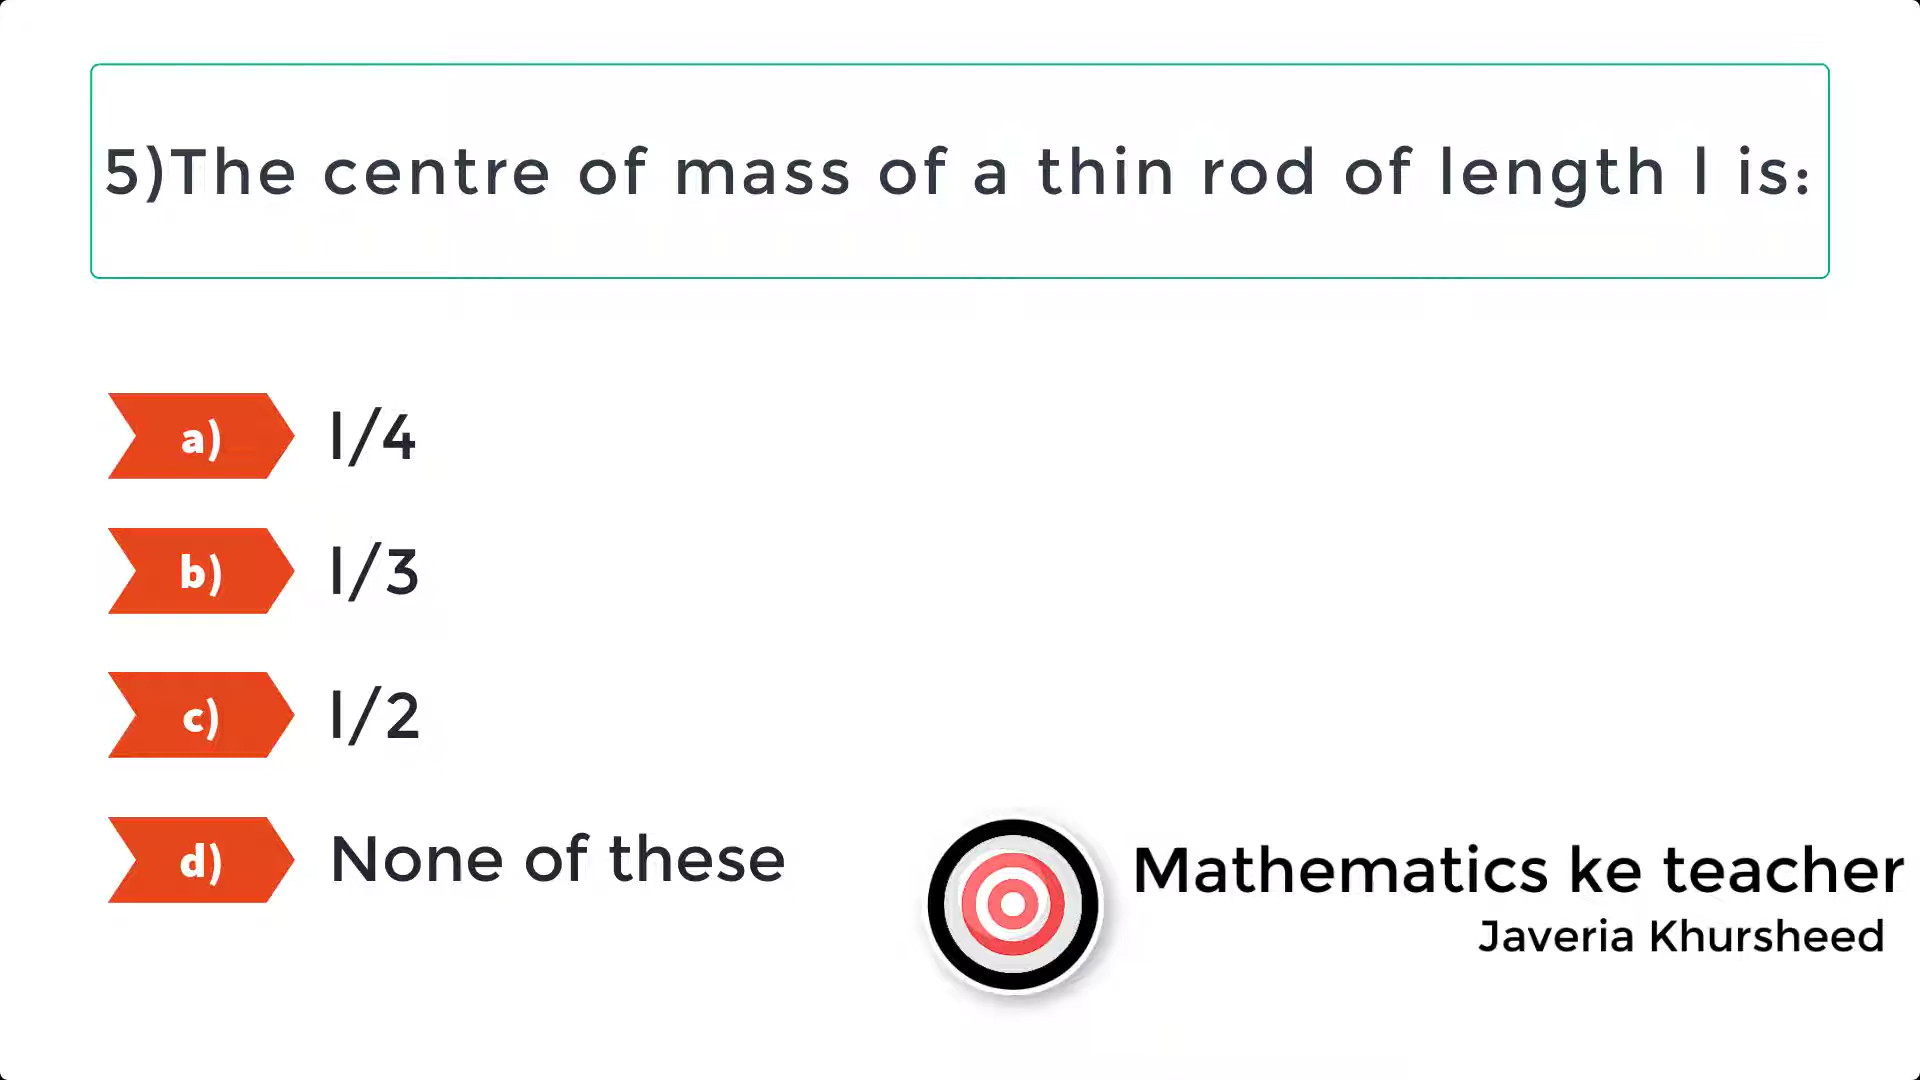 5)The centre of mass of a thin rod of length l is:
a) l/4
b) l/3
c) l/2
d) None of these
Mathematics ke teacher
Javeria Khursheed